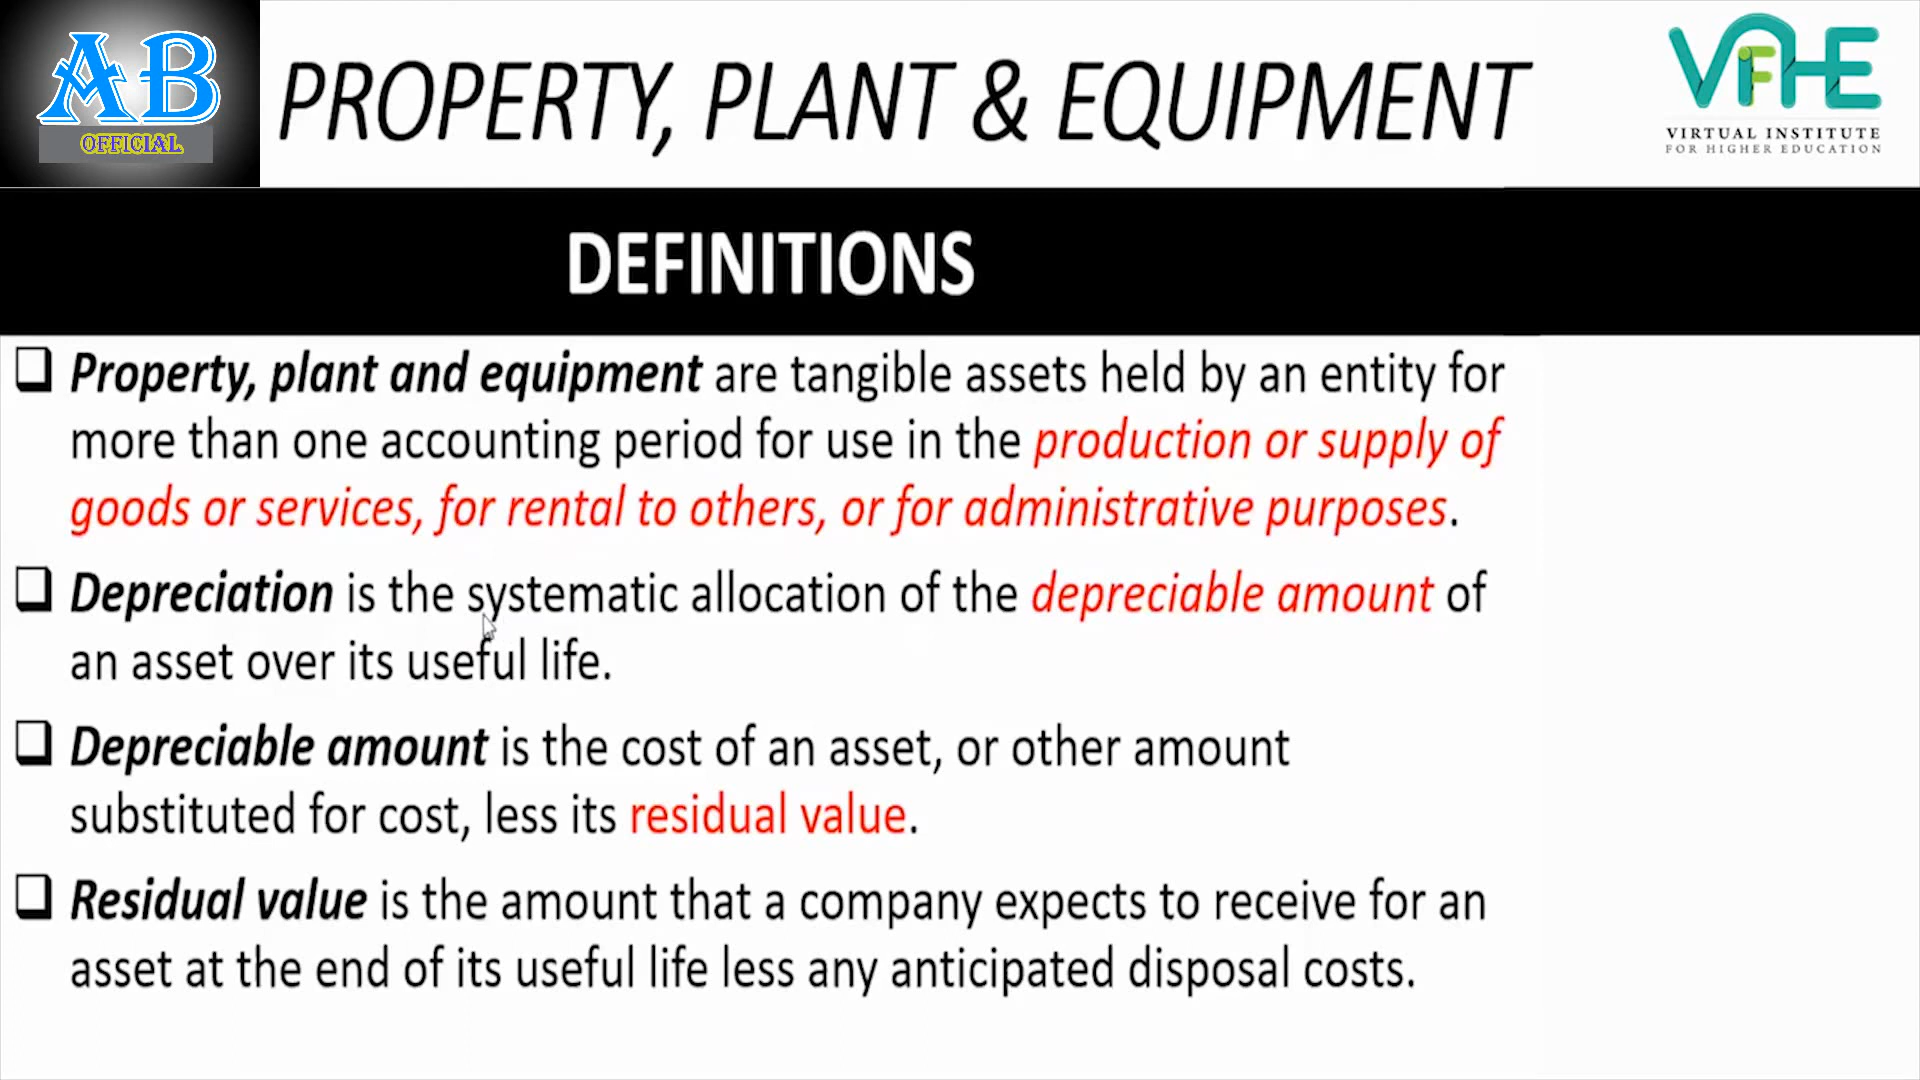 AB
OFFICIAL
PROPERTY, PLANT & EQUIPMENT
ViFHE
VIRTUAL INSTITUTE
FOR HIGHER EDUCATION
DEFINITIONS
Property, plant and equipment are tangible assets held by an entity for
more than one accounting period for use in the production or supply of
goods or services, for rental to others, or for administrative purposes.
Depreciation is the systematic allocation of the depreciable amount of
an asset over its useful life.
Depreciable amount is the cost of an asset, or other amount
substituted for cost, less its residual value.
Residual value is the amount that a company expects to receive for an
asset at the end of its useful life less any anticipated disposal costs.